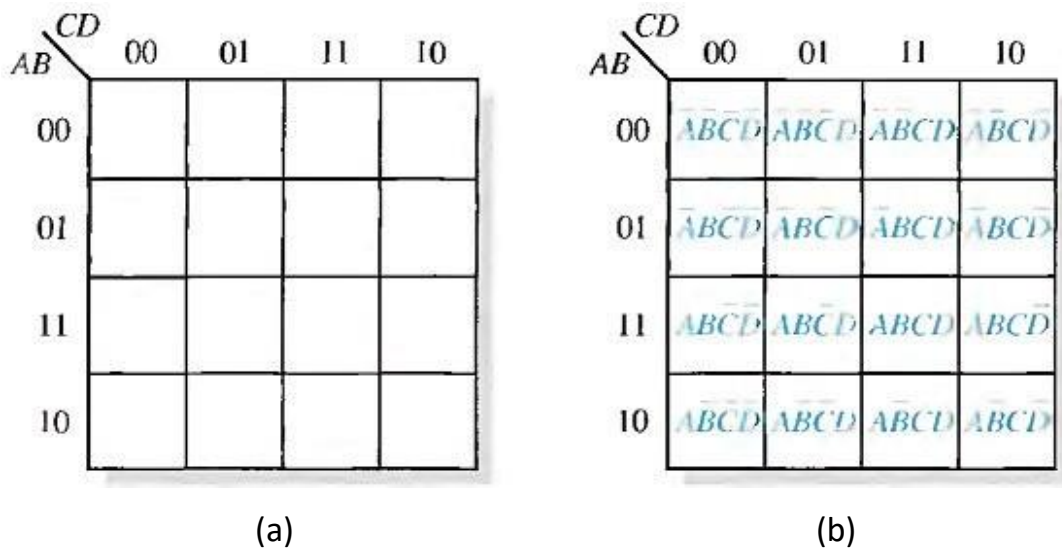 CD CD
AB 00 01 11 10 AB 00 01 11 10
00 00 A̅B̅C̅D̅ A̅B̅C̅D A̅B̅CD A̅B̅CD̅
01 01 A̅BC̅D̅ A̅BC̅D A̅BCD A̅BCD̅
11 11 ABC̅D̅ ABC̅D ABCD ABCD̅
10 10 AB̅C̅D̅ AB̅C̅D AB̅CD AB̅CD̅
(a) (b)